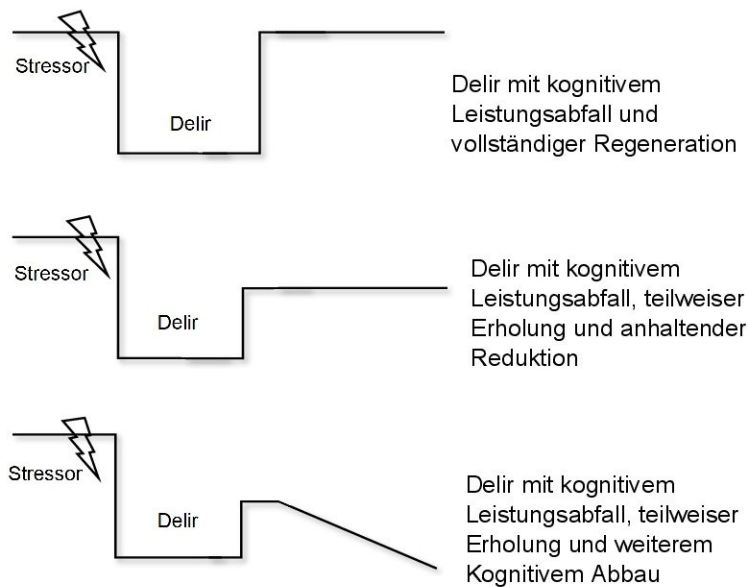 Stressor
Delir
Delir mit kognitivem
Leistungsabfall und
vollständiger Regeneration
Stressor
Delir
Delir mit kognitivem
Leistungsabfall, teilweiser
Erholung und anhaltender
Reduktion
Stressor
Delir
Delir mit kognitivem
Leistungsabfall, teilweiser
Erholung und weiterem
Kognitivem Abbau